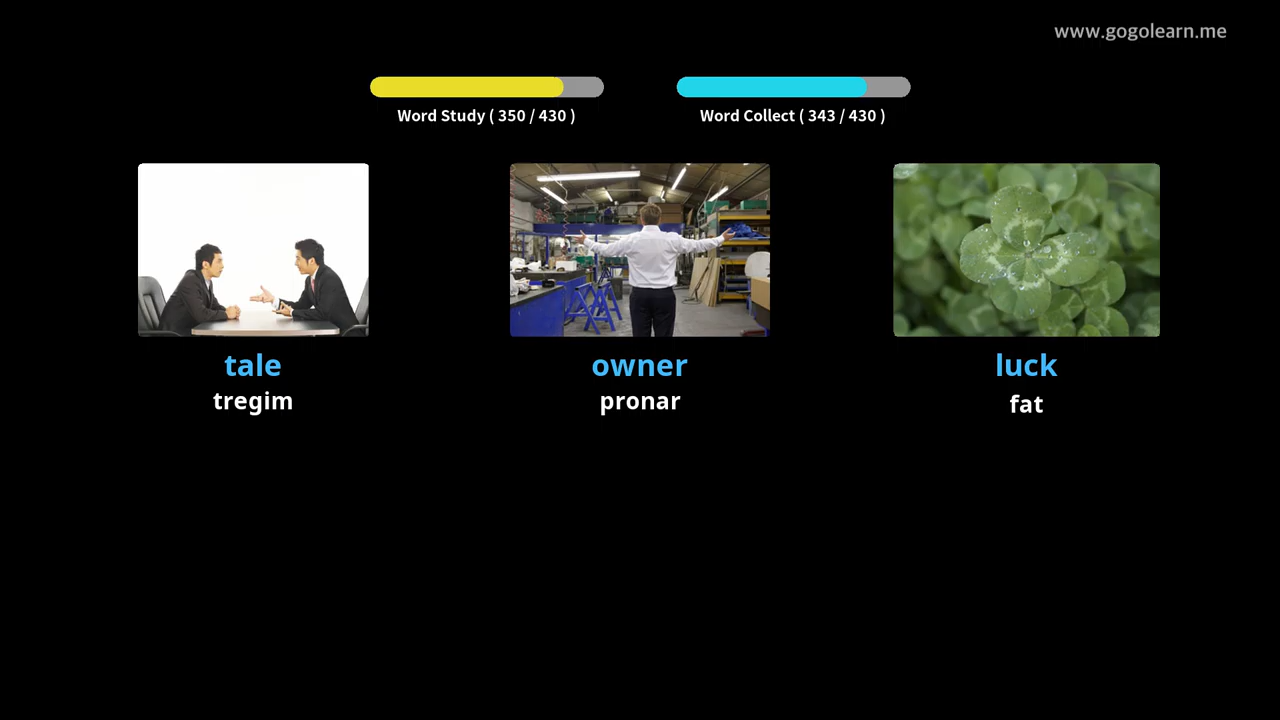 www.gogolearn.me
Word Study ( 350 / 430 )
Word Collect ( 343 / 430 )
tale
tregim
owner
pronar
luck
fat